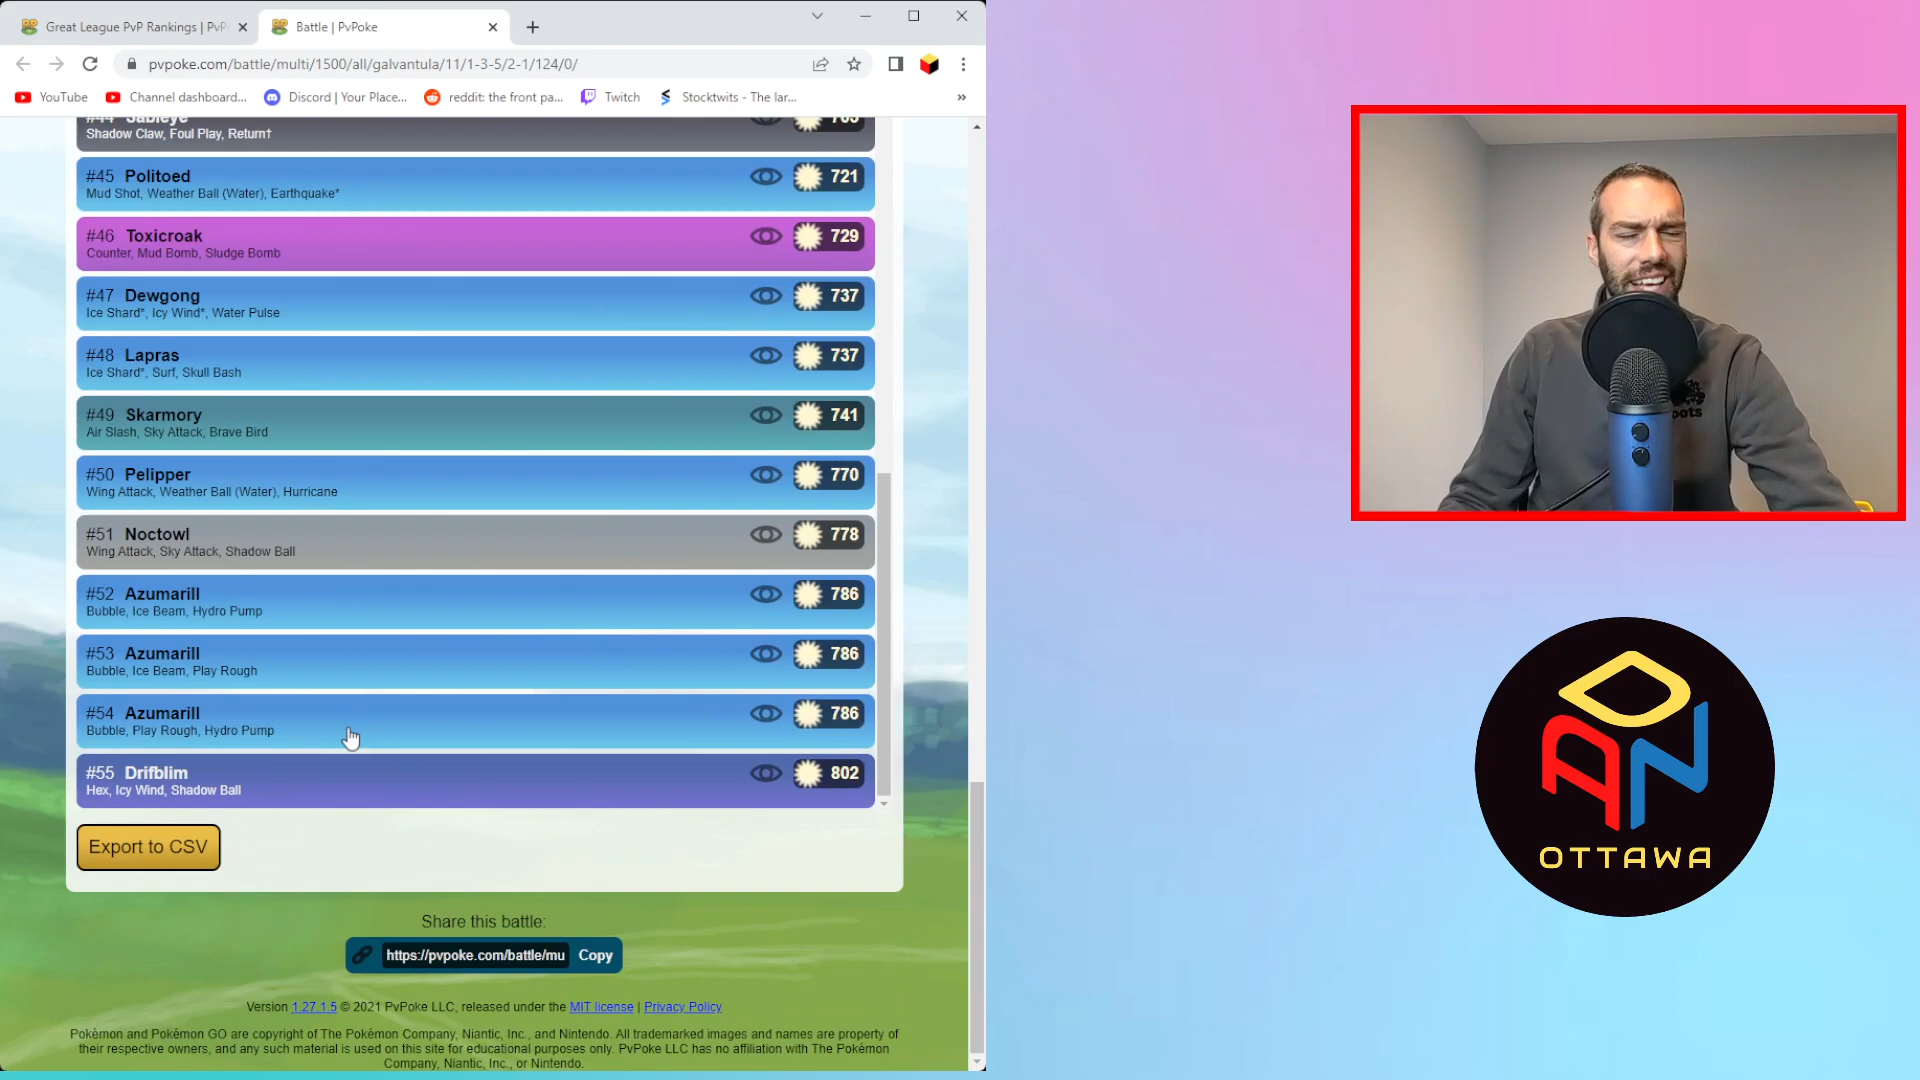 Great League PvP Rankings | PvP
Battle | PvPoke
pvpoke.com/battle/multi/1500/all/galvantula/11/1-3-5/2-1/124/0/
YouTube
Channel dashboard...
Discord | Your Place...
reddit: the front pa...
Twitch
Stocktwits - The lar...
»
#44 Sableye 703
Shadow Claw, Foul Play, Return†
#45 Politoed 721
Mud Shot, Weather Ball (Water), Earthquake*
#46 Toxicroak 729
Counter, Mud Bomb, Sludge Bomb
#47 Dewgong 737
Ice Shard*, Icy Wind*, Water Pulse
#48 Lapras 737
Ice Shard*, Surf, Skull Bash
#49 Skarmory 741
Air Slash, Sky Attack, Brave Bird
#50 Pelipper 770
Wing Attack, Weather Ball (Water), Hurricane
#51 Noctowl 778
Wing Attack, Sky Attack, Shadow Ball
#52 Azumarill 786
Bubble, Ice Beam, Hydro Pump
#53 Azumarill 786
Bubble, Ice Beam, Play Rough
#54 Azumarill 786
Bubble, Play Rough, Hydro Pump
#55 Drifblim 802
Hex, Icy Wind, Shadow Ball
Export to CSV
Share this battle:
https://pvpoke.com/battle/mu Copy
Version 1.27.1.5 © 2021 PvPoke LLC, released under the MIT license | Privacy Policy
Pokémon and Pokémon GO are copyright of The Pokémon Company, Niantic, Inc., and Nintendo. All trademarked images and names are property of
their respective owners, and any such material is used on this site for educational purposes only. PvPoke LLC has no affiliation with The Pokémon
Company, Niantic, Inc., or Nintendo.
oots
DAN
OTTAWA